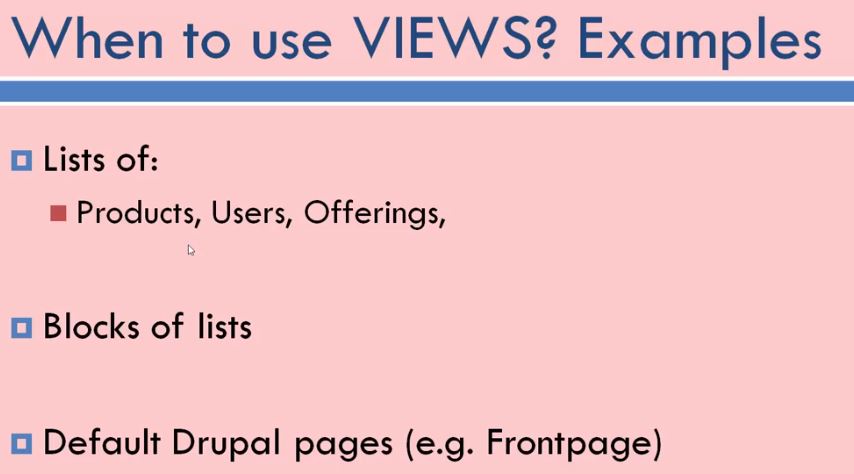 When to use VIEWS? Examples
Lists of:
Products, Users, Offerings,
Blocks of lists
Default Drupal pages (e.g. Frontpage)